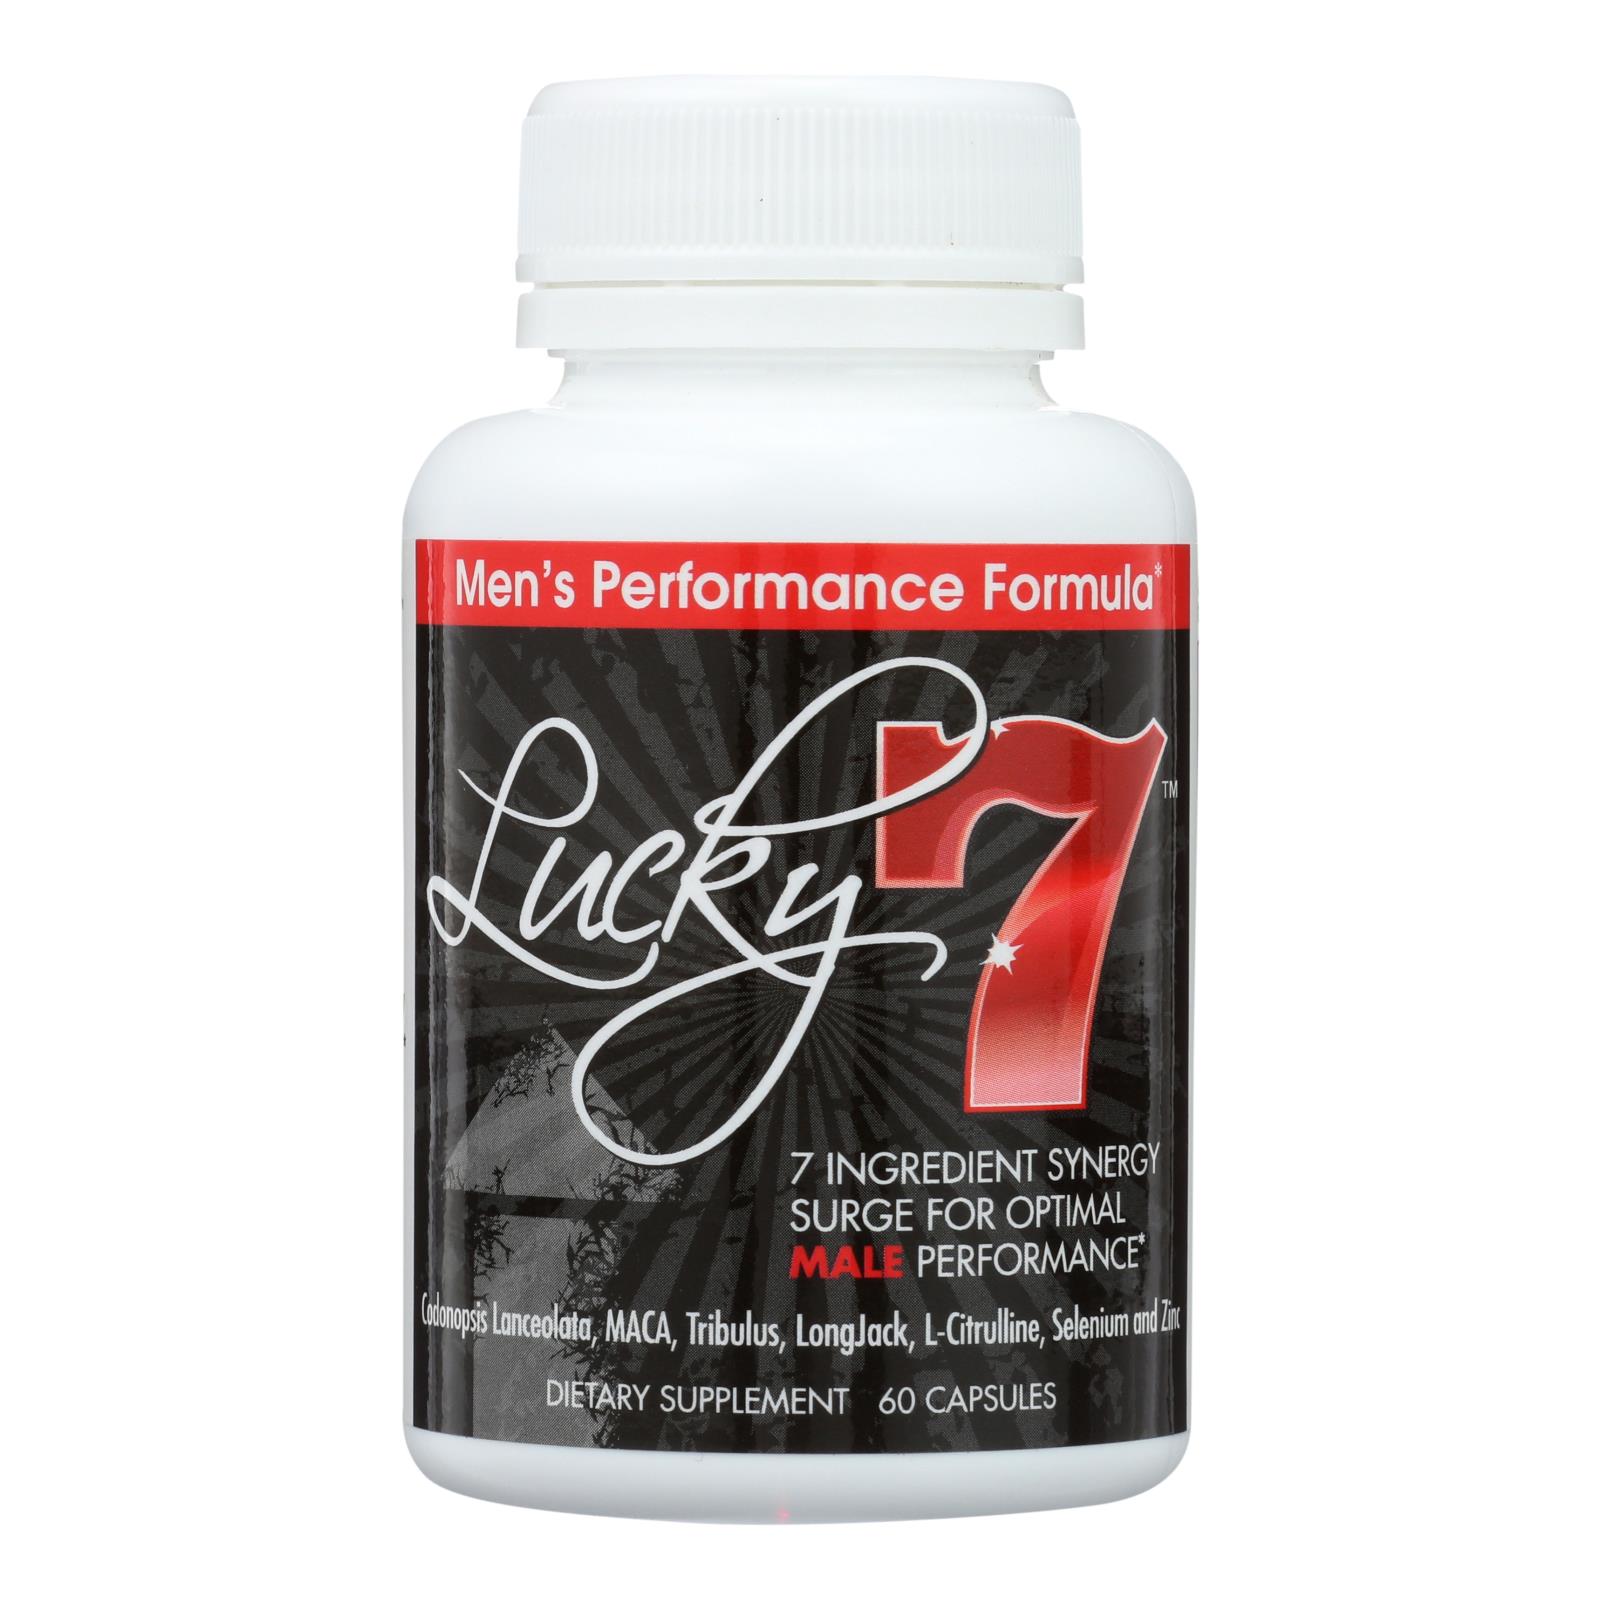 Men's Performance Formula*
Lucky 7™
7 INGREDIENT SYNERGY
SURGE FOR OPTIMAL
MALE PERFORMANCE*
Codonopsis Lanceolata, MACA, Tribulus, LongJack, L-Citrulline, Selenium and Zinc
DIETARY SUPPLEMENT 60 CAPSULES